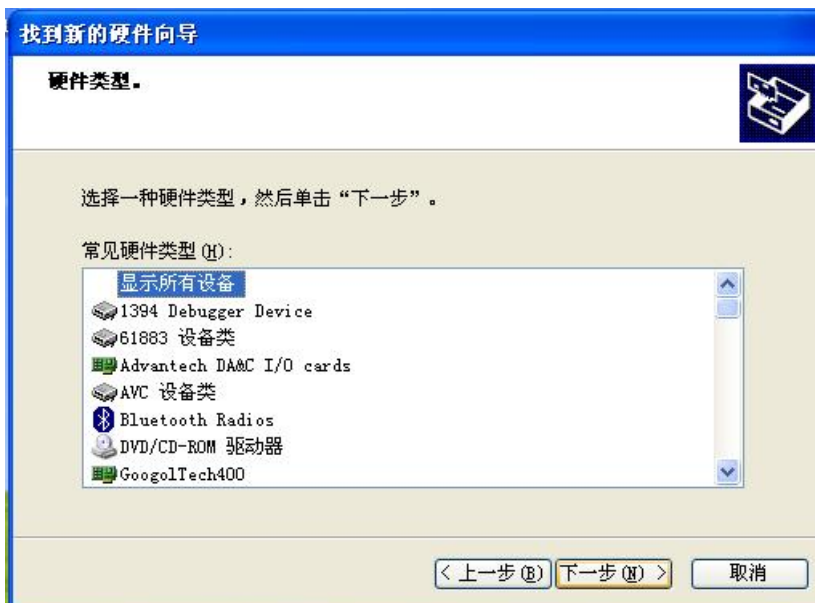 找到新的硬件向导
硬件类型。
选择一种硬件类型，然后单击“下一步”。
常见硬件类型(H):
显示所有设备
1394 Debugger Device
61883 设备类
Advantech DA&C I/O cards
AVC 设备类
Bluetooth Radios
DVD/CD-ROM 驱动器
GoogolTech400
< 上一步(B) 下一步(N) > 取消